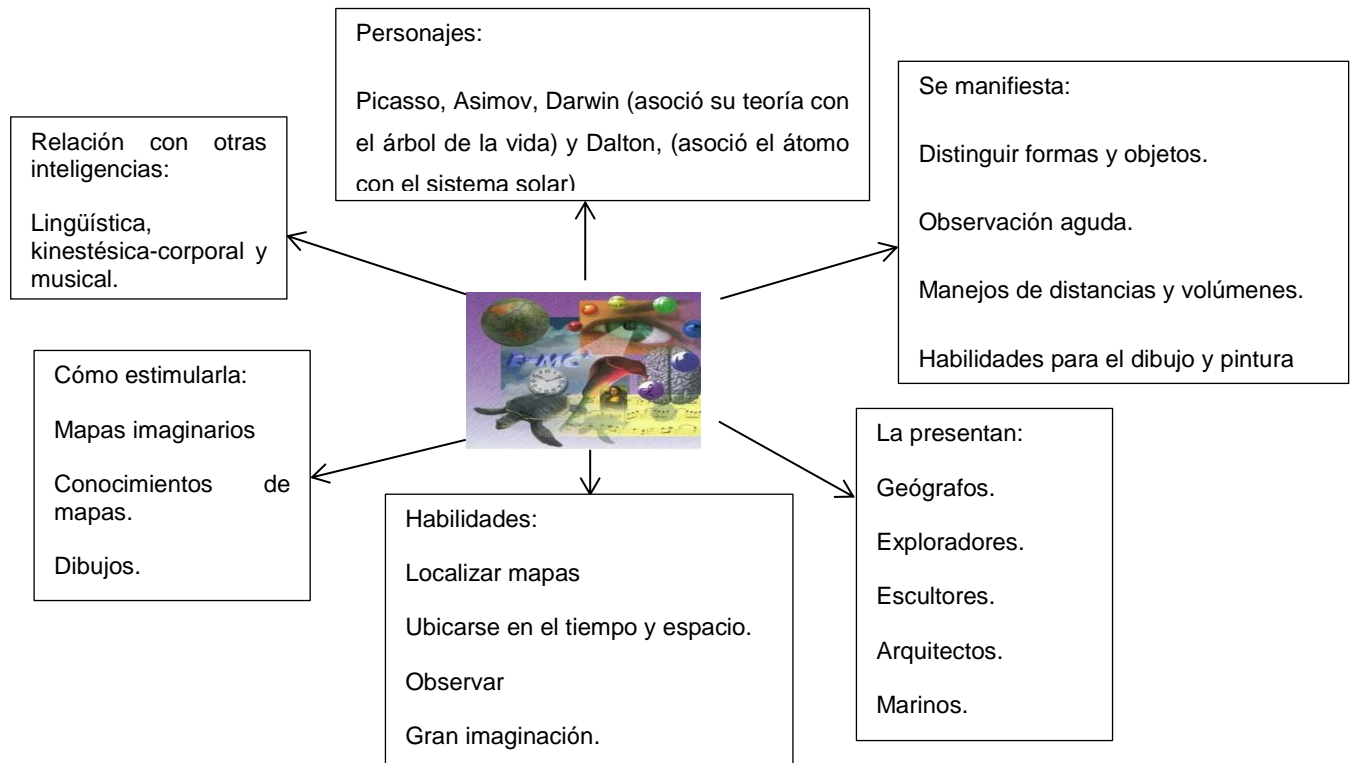 Personajes:
Picasso, Asimov, Darwin (asoció su teoría con
el árbol de la vida) y Dalton, (asoció el átomo
con el sistema solar)
Relación con otras
inteligencias:
Lingüística,
kinestésica-corporal y
musical.
Se manifiesta:
Distinguir formas y objetos.
Observación aguda.
Manejos de distancias y volúmenes.
Habilidades para el dibujo y pintura
Cómo estimularla:
Mapas imaginarios
Conocimientos de
mapas.
Dibujos.
Habilidades:
Localizar mapas
Ubicarse en el tiempo y espacio.
Observar
Gran imaginación.
La presentan:
Geógrafos.
Exploradores.
Escultores.
Arquitectos.
Marinos.